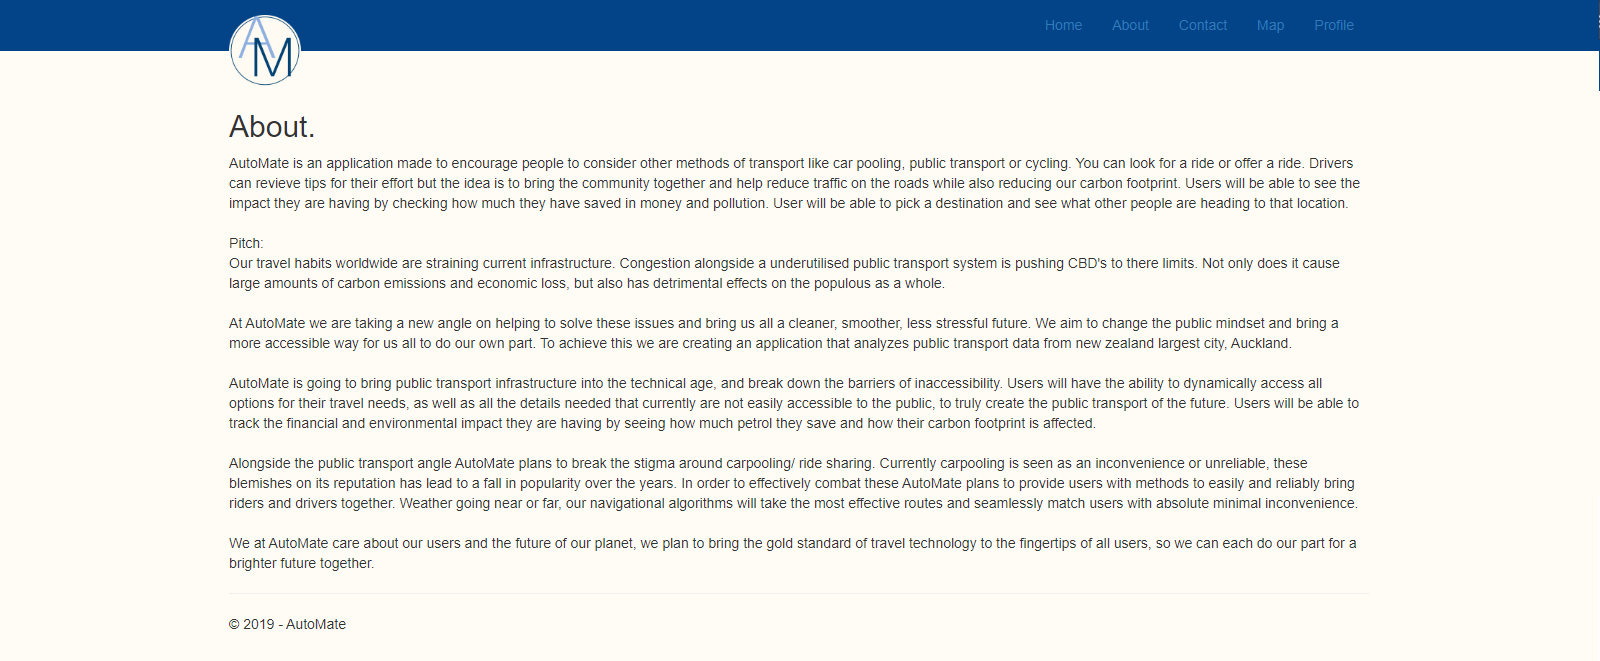 AM
Home About Contact Map Profile
About.
AutoMate is an application made to encourage people to consider other methods of transport like car pooling, public transport or cycling. You can look for a ride or offer a ride. Drivers
can revieve tips for their effort but the idea is to bring the community together and help reduce traffic on the roads while also reducing our carbon footprint. Users will be able to see the
impact they are having by checking how much they have saved in money and pollution. User will be able to pick a destination and see what other people are heading to that location.
Pitch:
Our travel habits worldwide are straining current infrastructure. Congestion alongside a underutilised public transport system is pushing CBD's to there limits. Not only does it cause
large amounts of carbon emissions and economic loss, but also has detrimental effects on the populous as a whole.
At AutoMate we are taking a new angle on helping to solve these issues and bring us all a cleaner, smoother, less stressful future. We aim to change the public mindset and bring a
more accessible way for us all to do our own part. To achieve this we are creating an application that analyzes public transport data from new zealand largest city, Auckland.
AutoMate is going to bring public transport infrastructure into the technical age, and break down the barriers of inaccessibility. Users will have the ability to dynamically access all
options for their travel needs, as well as all the details needed that currently are not easily accessible to the public, to truly create the public transport of the future. Users will be able to
track the financial and environmental impact they are having by seeing how much petrol they save and how their carbon footprint is affected.
Alongside the public transport angle AutoMate plans to break the stigma around carpooling/ ride sharing. Currently carpooling is seen as an inconvenience or unreliable, these
blemishes on its reputation has lead to a fall in popularity over the years. In order to effectively combat these AutoMate plans to provide users with methods to easily and reliably bring
riders and drivers together. Weather going near or far, our navigational algorithms will take the most effective routes and seamlessly match users with absolute minimal inconvenience.
We at AutoMate care about our users and the future of our planet, we plan to bring the gold standard of travel technology to the fingertips of all users, so we can each do our part for a
brighter future together.
© 2019 - AutoMate